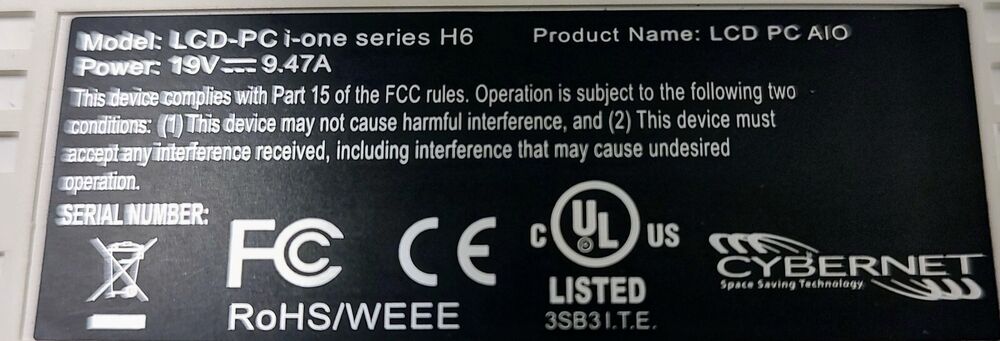 Model: LCD-PC i-one series H6 Product Name: LCD PC AIO
Power: 19V 9.47A
This device complies with Part 15 of the FCC rules. Operation is subject to the following two
conditions: (1) This device may not cause harmful interference, and (2) This device must
accept any interference received, including interference that may cause undesired
operation.
SERIAL NUMBER:
FC CE C UL US
LISTED
RoHS/WEEE 3SB3 I.T.E.
CYBERNET
Space Saving Technology